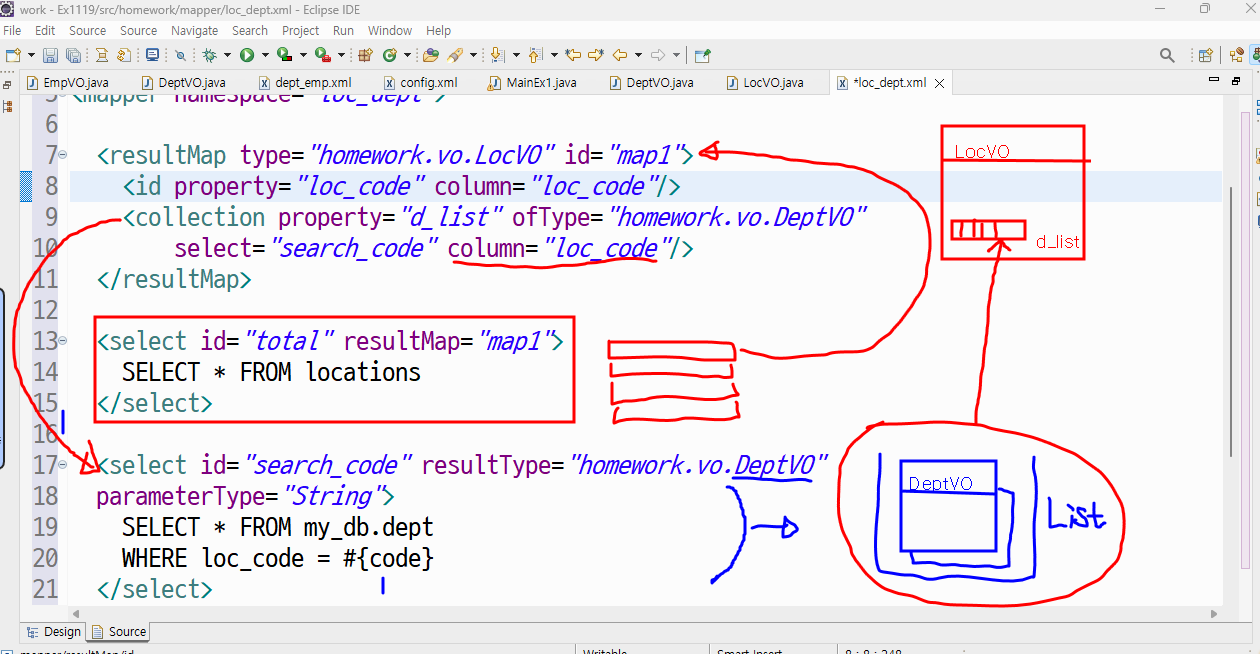 work - Ex1119/src/homework/mapper/loc_dept.xml - Eclipse IDE
File Edit Source Source Navigate Search Project Run Window Help
EmpVO.java DeptVO.java dept_emp.xml config.xml MainEx1.java DeptVO.java LocVO.java *loc_dept.xml
5 <mapper namespace="loc_dept">
6
7 <resultMap type="homework.vo.LocVO" id="map1">
8 <id property="loc_code" column="loc_code"/>
9 <collection property="d_list" ofType="homework.vo.DeptVO"
10 select="search_code" column="loc_code"/>
11 </resultMap>
12
13 <select id="total" resultMap="map1">
14 SELECT * FROM locations
15 </select>
16
17 <select id="search_code" resultType="homework.vo.DeptVO"
18 parameterType="String">
19 SELECT * FROM my_db.dept
20 WHERE loc_code = #{code}
21 </select>
LocVO
d_list
DeptVO
List
Design Source
mapper/resultMap/id Writable Smart Insert 8 : 8 : 248